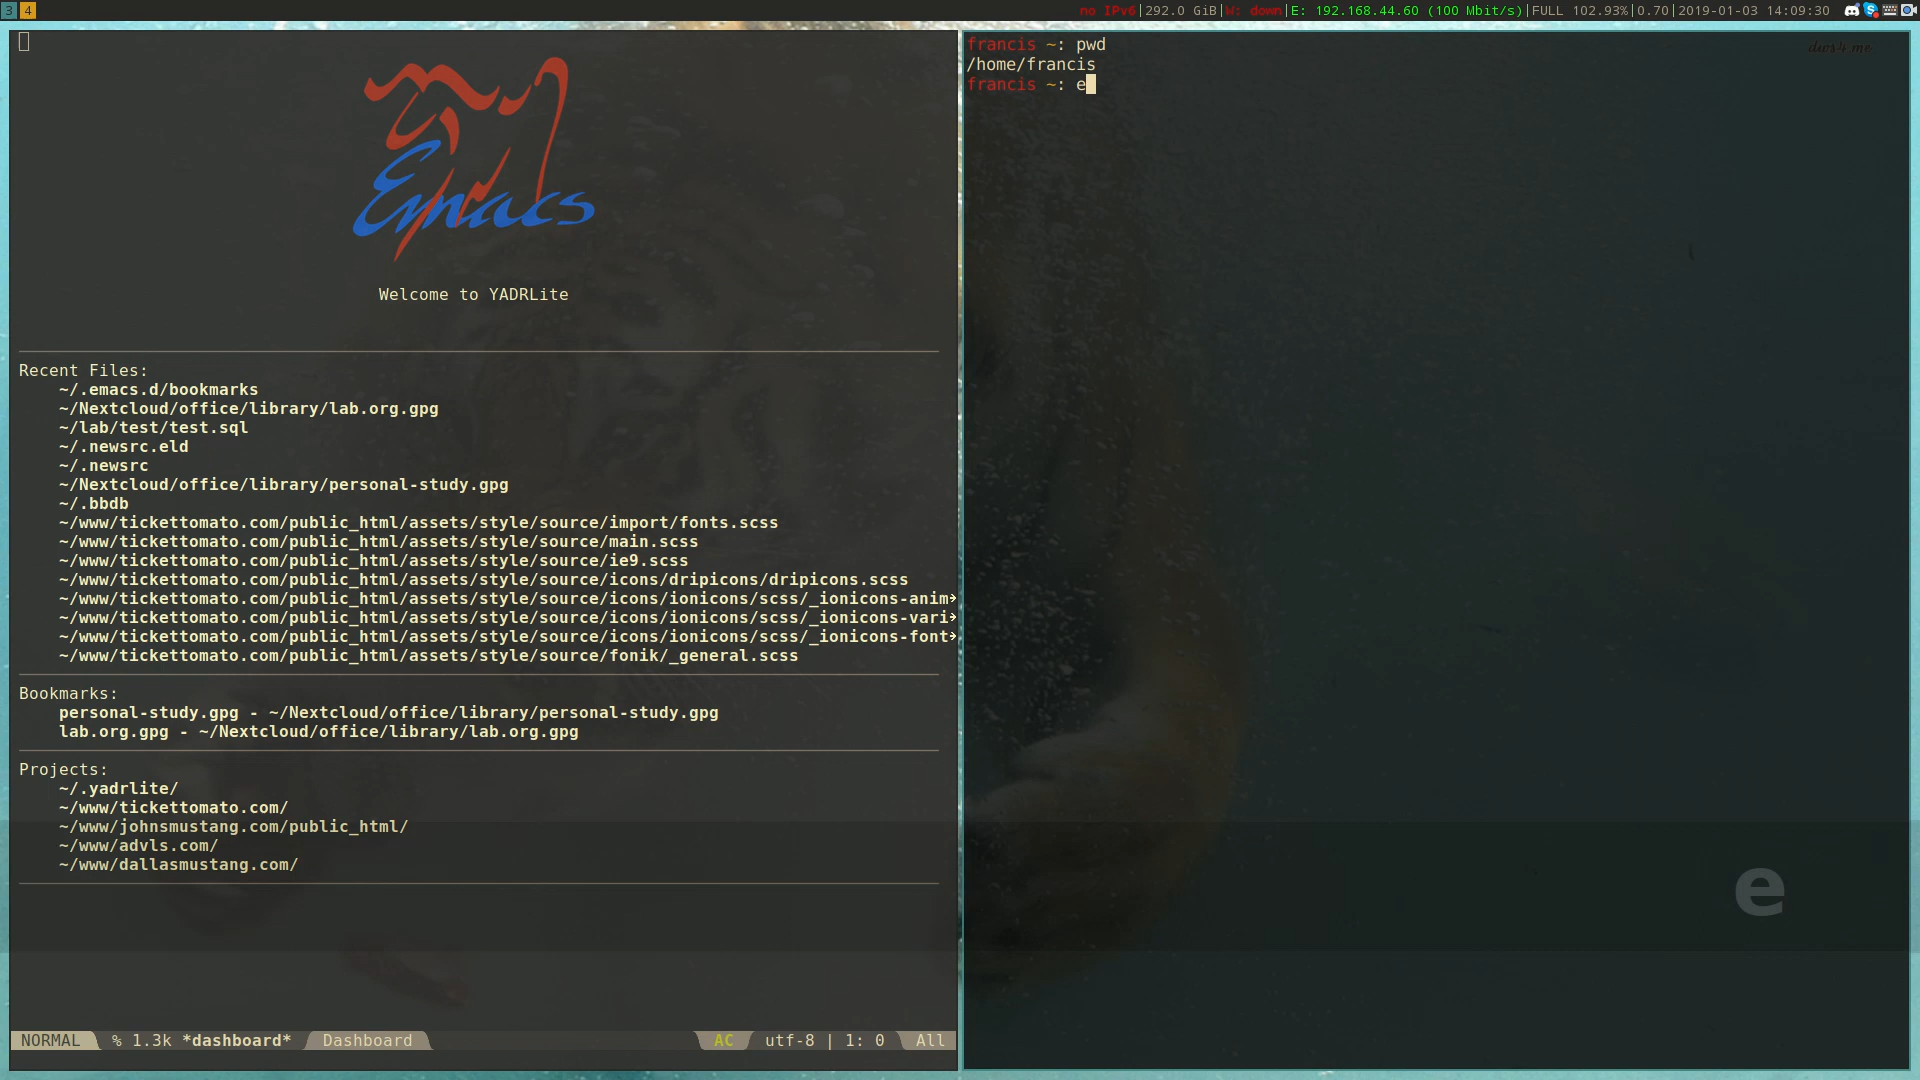 3 4 no IPv6|292.0 GiB|W: down|E: 192.168.44.60 (100 Mbit/s)|FULL 102.93%|0.70|2019-01-03 14:09:30
Emacs
Welcome to YADRLite
Recent Files:
~/.emacs.d/bookmarks
~/Nextcloud/office/library/lab.org.gpg
~/lab/test/test.sql
~/.newsrc.eld
~/.newsrc
~/Nextcloud/office/library/personal-study.gpg
~/.bbdb
~/www/tickettomato.com/public_html/assets/style/source/import/fonts.scss
~/www/tickettomato.com/public_html/assets/style/source/main.scss
~/www/tickettomato.com/public_html/assets/style/source/ie9.scss
~/www/tickettomato.com/public_html/assets/style/source/icons/dripicons/dripicons.scss
~/www/tickettomato.com/public_html/assets/style/source/icons/ionicons/scss/_ionicons-anim
~/www/tickettomato.com/public_html/assets/style/source/icons/ionicons/scss/_ionicons-vari
~/www/tickettomato.com/public_html/assets/style/source/icons/ionicons/scss/_ionicons-font
~/www/tickettomato.com/public_html/assets/style/source/fonik/_general.scss
Bookmarks:
personal-study.gpg - ~/Nextcloud/office/library/personal-study.gpg
lab.org.gpg - ~/Nextcloud/office/library/lab.org.gpg
Projects:
~/.yadrlite/
~/www/tickettomato.com/
~/www/johnsmustang.com/public_html/
~/www/advls.com/
~/www/dallasmustang.com/
NORMAL % 1.3k *dashboard* Dashboard AC utf-8 | 1: 0 All
francis ~: pwd
/home/francis
francis ~: e
e